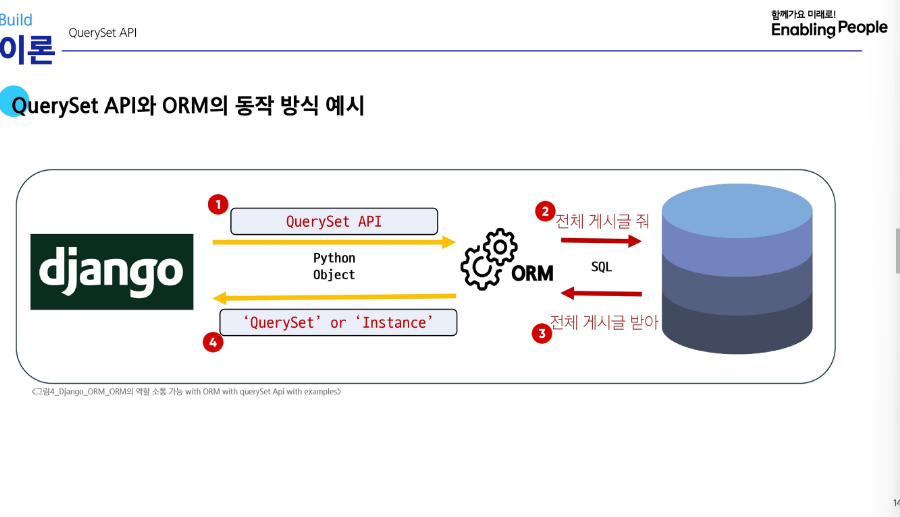 Build
이론
QuerySet API
함께가요 미래로!
Enabling People
QuerySet API와 ORM의 동작 방식 예시
1
QuerySet API
2
전체 게시글 줘
django
Python
Object
ORM
SQL
'QuerySet' or 'Instance'
4
전체 게시글 받아
3
<그림4_Django_ORM_ORM의 역할 소통 가능 with ORM with querySet Api with examples>
14